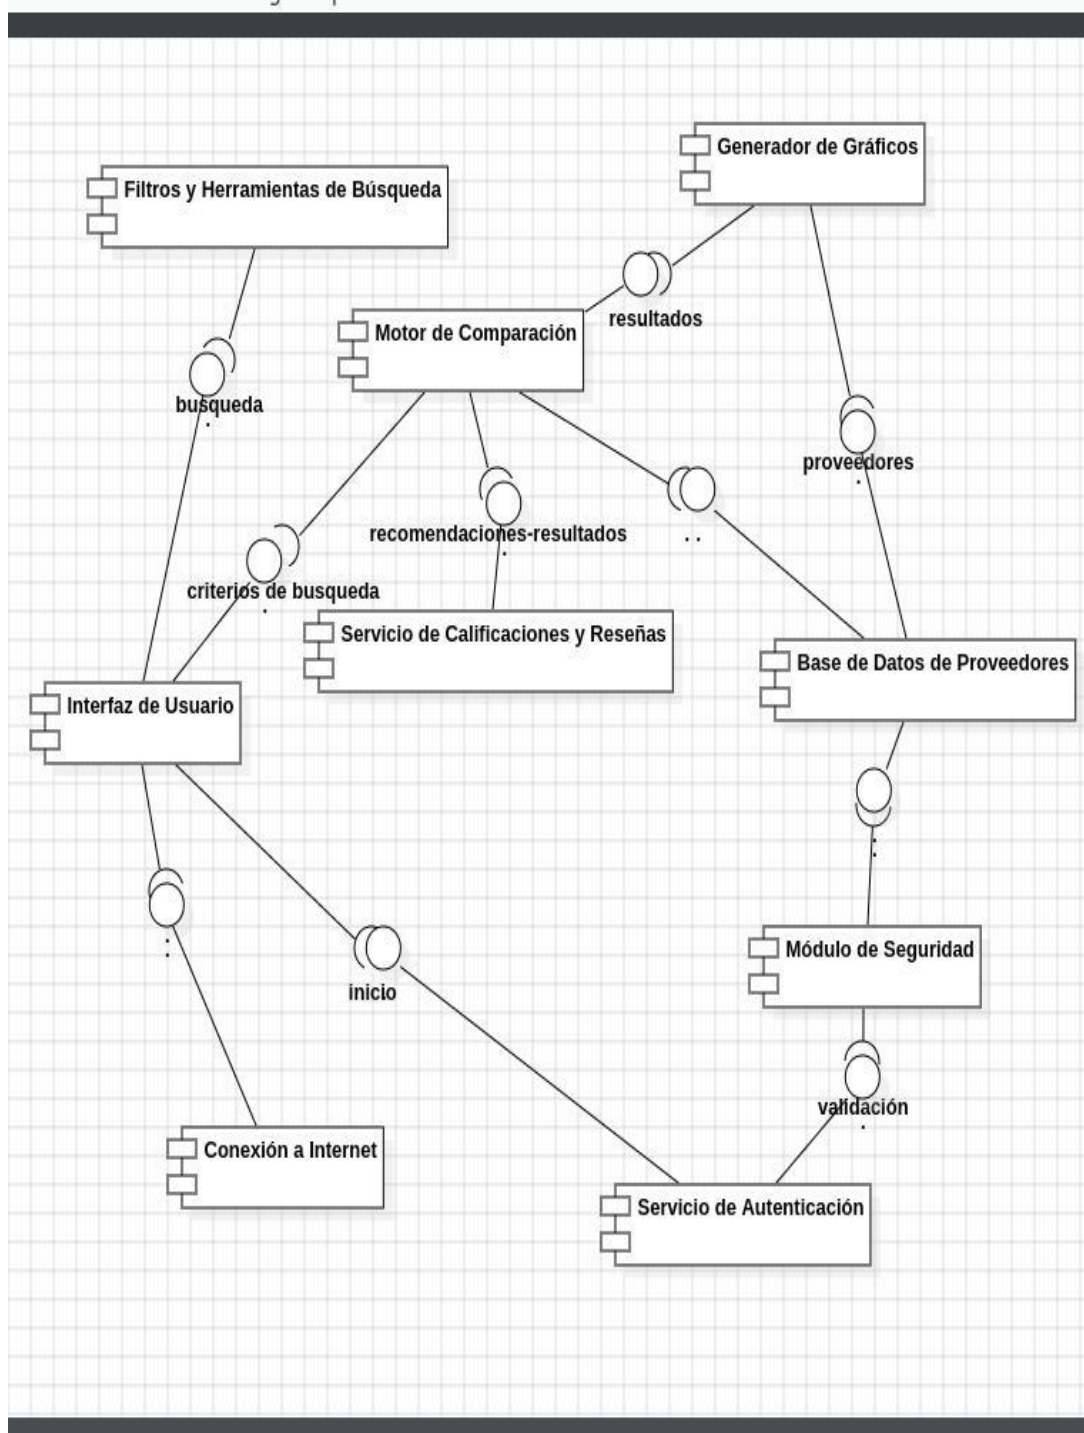 Generador de Gráficos
Filtros y Herramientas de Búsqueda
resultados
Motor de Comparación
busqueda
proveedores
recomendaciones-resultados
criterios de busqueda
Servicio de Calificaciones y Reseñas
Base de Datos de Proveedores
Interfaz de Usuario
Módulo de Seguridad
inicio
validación
Conexión a Internet
Servicio de Autenticación